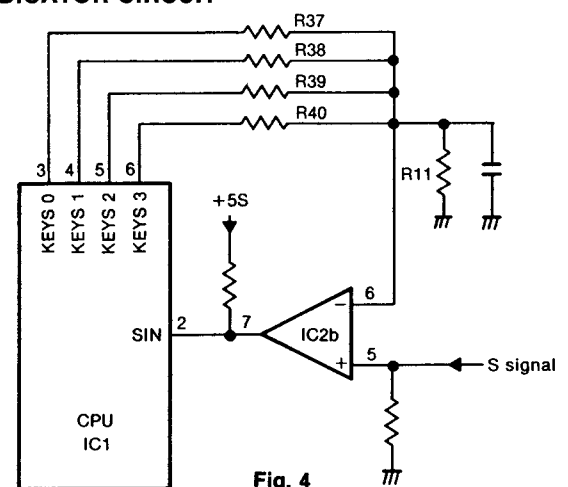 R37
R38
R39
R40
R11
3 4 5 6
KEYS 0
KEYS 1
KEYS 2
KEYS 3
+5S
SIN
2
7
IC2b
−
6
+
5
S signal
CPU
IC1
Fig. 4